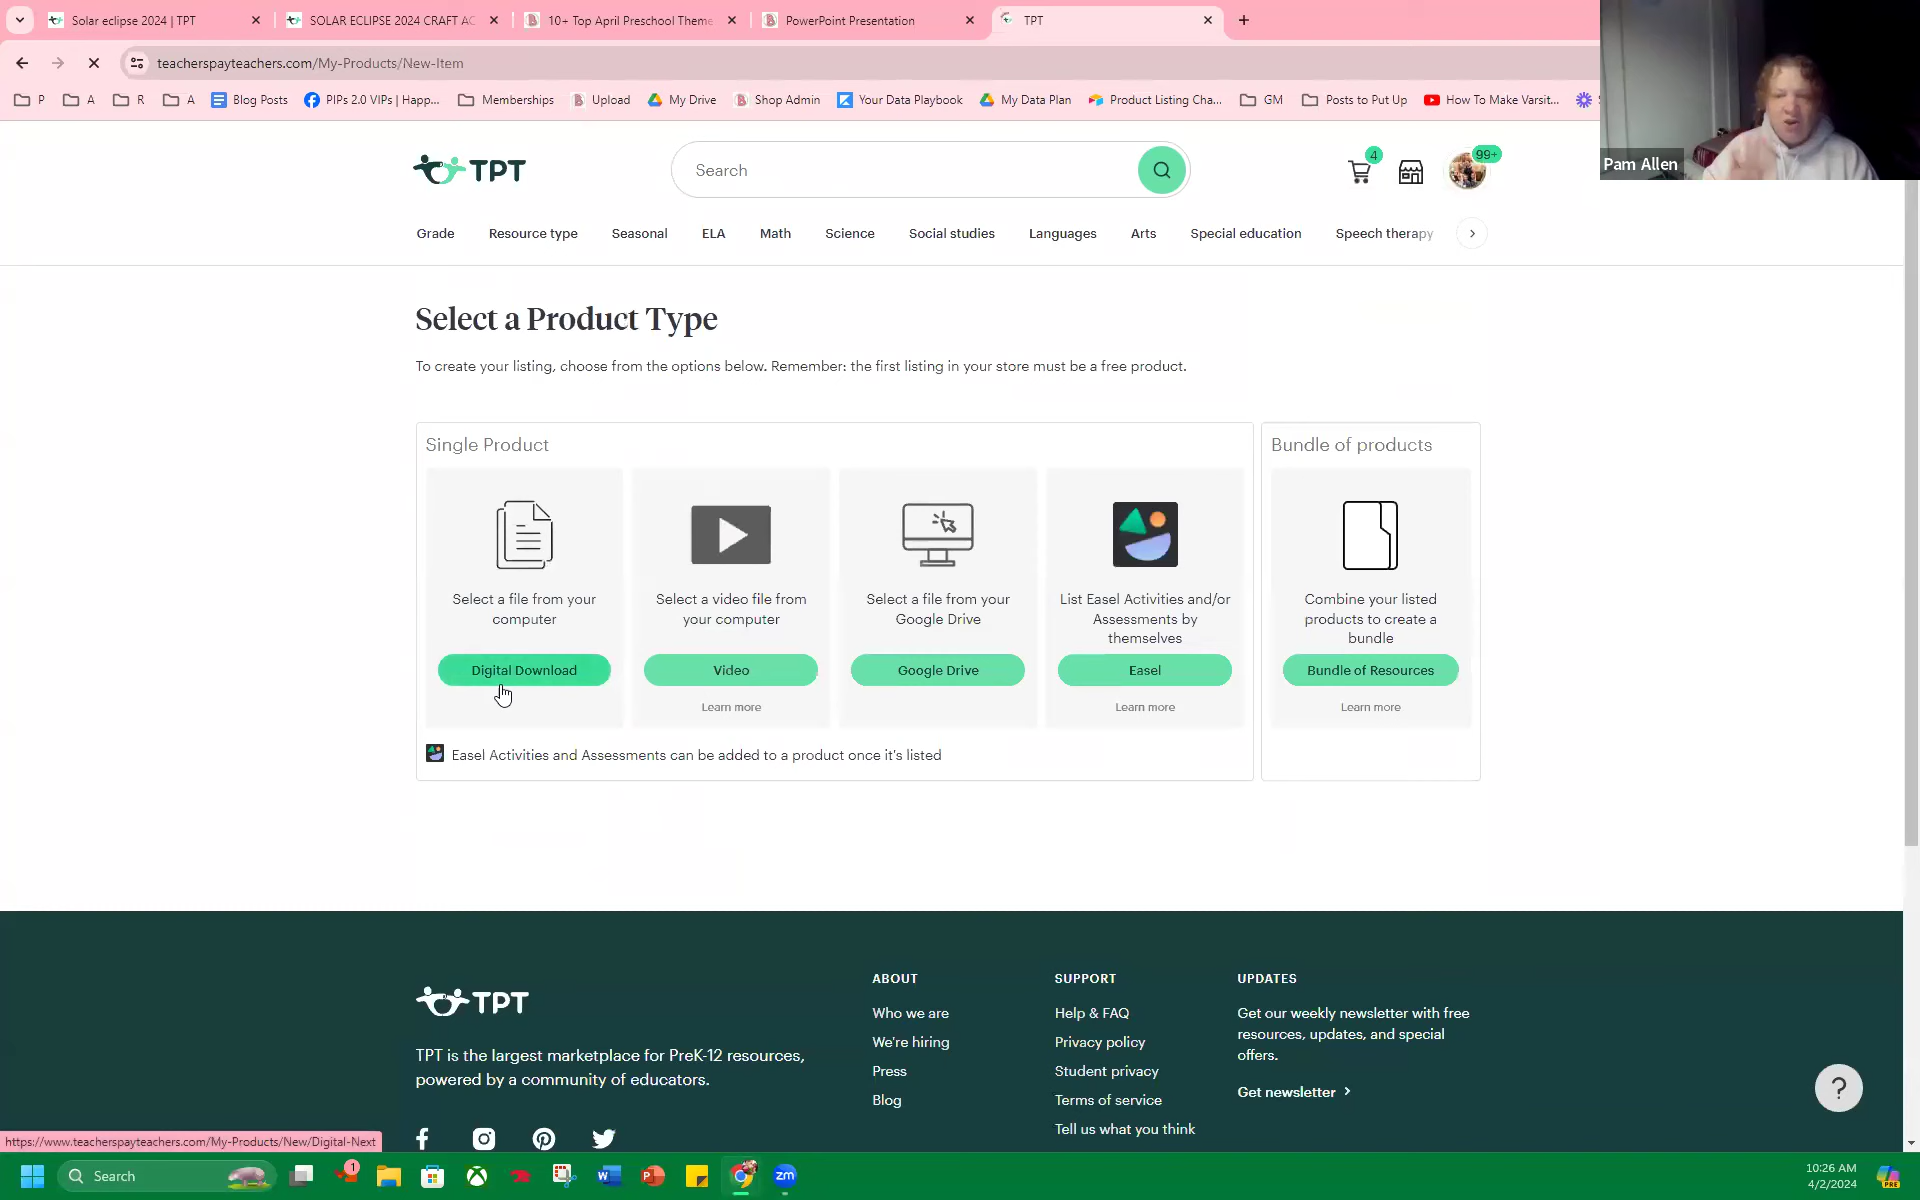 Solar eclipse 2024 | TPT
SOLAR ECLIPSE 2024 CRAFT AC
10+ Top April Preschool Theme
PowerPoint Presentation
TPT
teacherspayteachers.com/My-Products/New-Item
P
A
R
A
Blog Posts
PIPs 2.0 VIPs | Happ...
Memberships
Upload
My Drive
Shop Admin
Your Data Playbook
My Data Plan
Product Listing Cha...
GM
Posts to Put Up
How To Make Varsit...
Pam Allen
TPT
Search
4
99+
Grade
Resource type
Seasonal
ELA
Math
Science
Social studies
Languages
Arts
Special education
Speech therapy
Select a Product Type
To create your listing, choose from the options below. Remember: the first listing in your store must be a free product.
Single Product
Select a file from your
computer
Digital Download
Select a video file from
your computer
Video
Learn more
Select a file from your
Google Drive
Google Drive
List Easel Activities and/or
Assessments by
themselves
Easel
Learn more
Easel Activities and Assessments can be added to a product once it's listed
Bundle of products
Combine your listed
products to create a
bundle
Bundle of Resources
Learn more
TPT
TPT is the largest marketplace for PreK-12 resources,
powered by a community of educators.
ABOUT
Who we are
We're hiring
Press
Blog
SUPPORT
Help & FAQ
Privacy policy
Student privacy
Terms of service
Tell us what you think
UPDATES
Get our weekly newsletter with free
resources, updates, and special
offers.
Get newsletter
?
https://www.teacherspayteachers.com/My-Products/New/Digital-Next
Search
1
W
P
zm
10:26 AM
4/2/2024
PRE